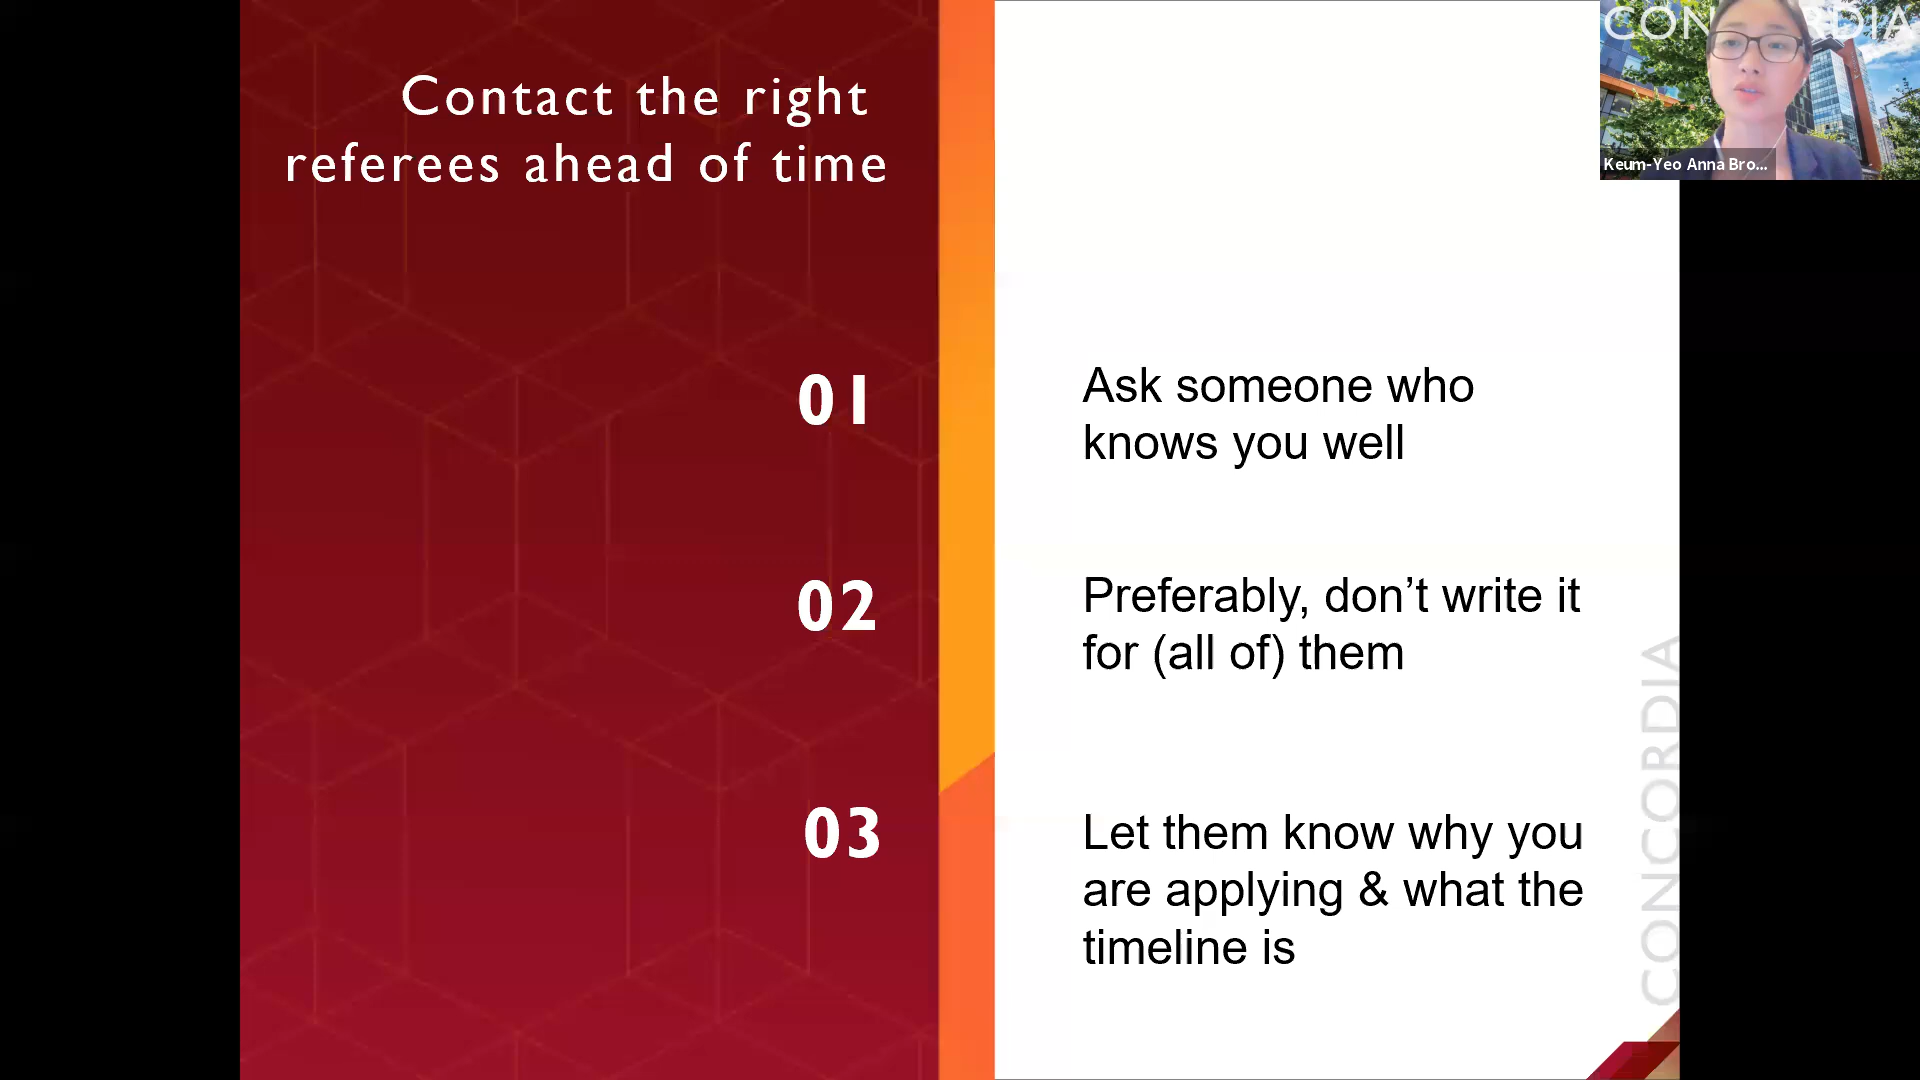 Contact the right
referees ahead of time
01
Ask someone who
knows you well
02
Preferably, don’t write it
for (all of) them
03
Let them know why you
are applying & what the
timeline is
CONCORDIA
CON RDIA
Keum-Yeo Anna Bro...